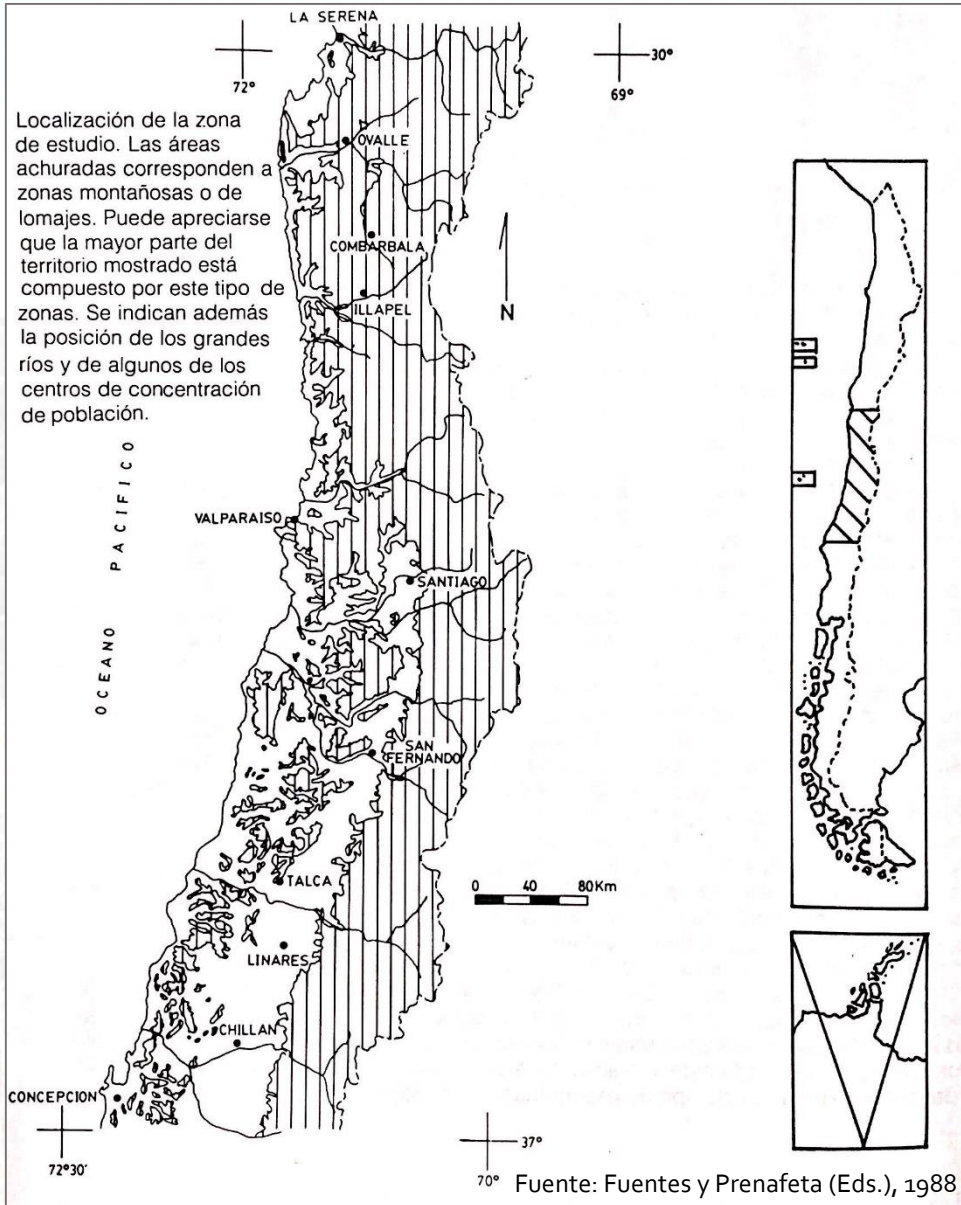 LA SERENA
72°
30°
69°
Localización de la zona
de estudio. Las áreas
achuradas corresponden a
zonas montañosas o de
lomajes. Puede apreciarse
que la mayor parte del
territorio mostrado está
compuesto por este tipo de
zonas. Se indican además
la posición de los grandes
ríos y de algunos de los
centros de concentración
de población.
OVALLE
COMBARBALA
ILLAPEL
N
OCEANO PACIFICO
VALPARAISO
SANTIAGO
SAN
FERNANDO
TALCA
0 40 80Km
LINARES
CHILLAN
CONCEPCION
72°30'
37°
70°
Fuente: Fuentes y Prenafeta (Eds.), 1988